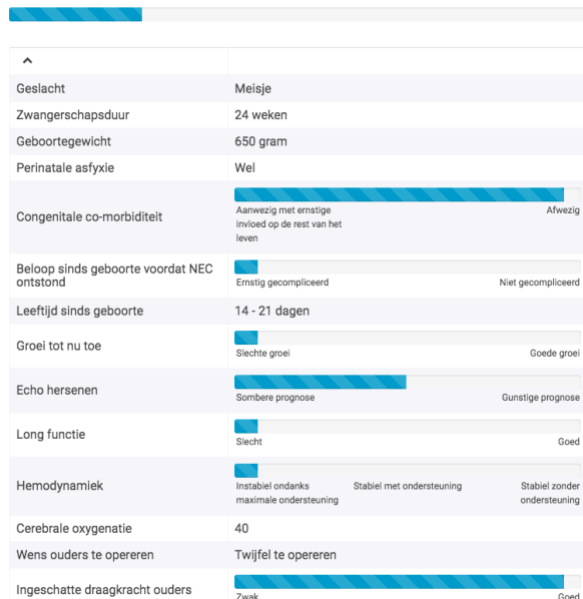 Geslacht Meisje
Zwangerschapsduur 24 weken
Geboortegewicht 650 gram
Perinatale asfyxie Wel
Congenitale co-morbiditeit
Aanwezig met ernstige Afwezig
invloed op de rest van het
leven
Beloop sinds geboorte voordat NEC
ontstond
Ernstig gecompliceerd Niet gecompliceerd
Leeftijd sinds geboorte 14 - 21 dagen
Groei tot nu toe
Slechte groei Goede groei
Echo hersenen
Sombere prognose Gunstige prognose
Long functie
Slecht Goed
Hemodynamiek
Instabiel ondanks Stabiel met ondersteuning Stabiel zonder
maximale ondersteuning ondersteuning
Cerebrale oxygenatie 40
Wens ouders te opereren Twijfel te opereren
Ingeschatte draagkracht ouders
Zwak Goed